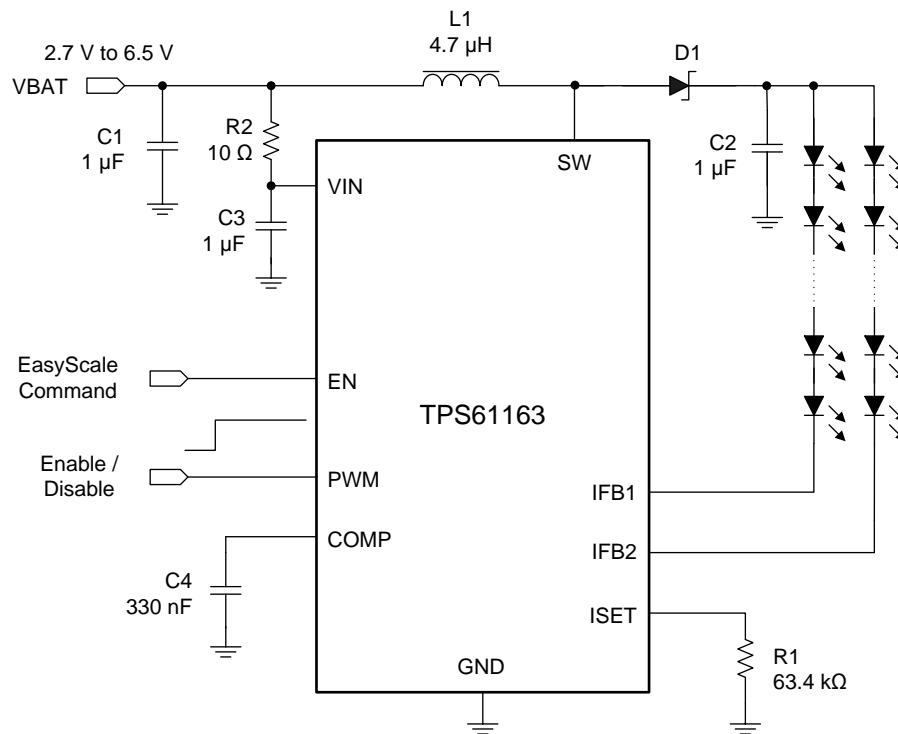 L1
4.7 µH
D1
2.7 V to 6.5 V
VBAT
C1
1 µF
R2
10 Ω
C2
1 µF
SW
VIN
C3
1 µF
EasyScale
Command
EN
TPS61163
Enable /
Disable
PWM
IFB1
COMP
IFB2
C4
330 nF
ISET
R1
63.4 kΩ
GND